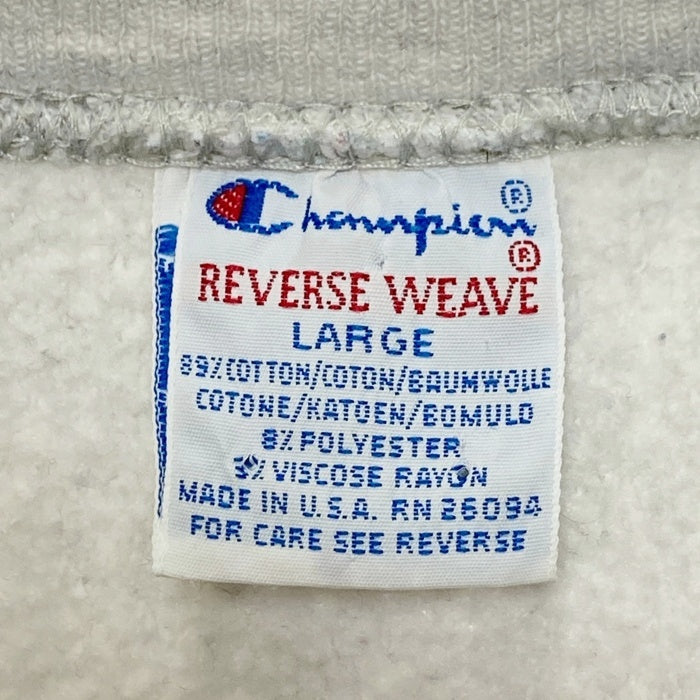 Champion®
REVERSE WEAVE®
LARGE
89% COTTON/COTON/BAUMWOLLE
COTONE/KATOEN/BOMULD
8% POLYESTER
3% VISCOSE RAYON
MADE IN U.S.A. RN 26094
FOR CARE SEE REVERSE